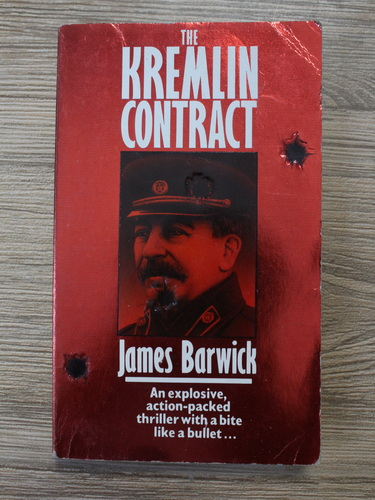 THE
KREMLIN
CONTRACT
James Barwick
An explosive,
action-packed
thriller with a bite
like a bullet...